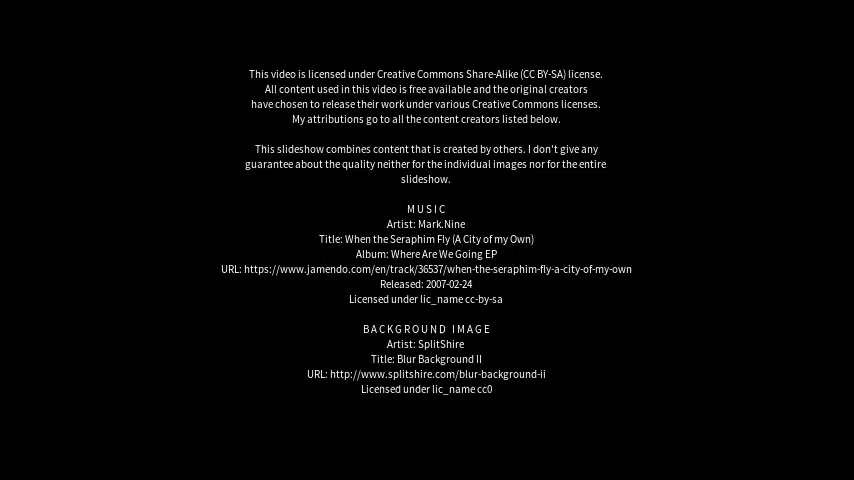 This video is licensed under Creative Commons Share-Alike (CC BY-SA) license.
All content used in this video is free available and the original creators
have chosen to release their work under various Creative Commons licenses.
My attributions go to all the content creators listed below.
This slideshow combines content that is created by others. I don't give any
guarantee about the quality neither for the individual images nor for the entire
slideshow.
MUSIC
Artist: Mark.Nine
Title: When the Seraphim Fly (A City of my Own)
Album: Where Are We Going EP
URL: https://www.jamendo.com/en/track/36537/when-the-seraphim-fly-a-city-of-my-own
Released: 2007-02-24
Licensed under lic_name cc-by-sa
BACKGROUND IMAGE
Artist: SplitShire
Title: Blur Background II
URL: http://www.splitshire.com/blur-background-ii
Licensed under lic_name cc0